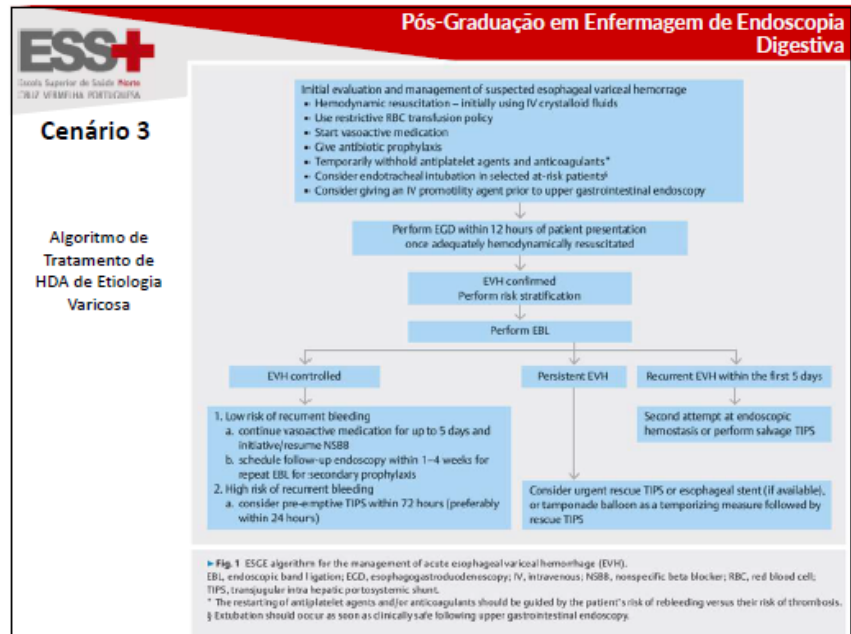 Pós-Graduação em Enfermagem de Endoscopia
Digestiva
ESS+
Escola Superior de Saúde Norte
CRUZ VERMELHA PORTUGUESA
Cenário 3
Algoritmo de
Tratamento de
HDA de Etiologia
Varicosa
Initial evaluation and management of suspected esophageal variceal hemorrhage
▪ Hemodynamic resuscitation – initially using IV crystalloid fluids
▪ Use restrictive RBC transfusion policy
▪ Start vasoactive medication
▪ Give antibiotic prophylaxis
▪ Temporarily withhold antiplatelet agents and anticoagulants*
▪ Consider endotracheal intubation in selected at-risk patients§
▪ Consider giving an IV promotility agent prior to upper gastrointestinal endoscopy
Perform EGD within 12 hours of patient presentation
once adequately hemodynamically resuscitated
EVH confirmed
Perform risk stratification
Perform EBL
EVH controlled
Persistent EVH
Recurrent EVH within the first 5 days
1. Low risk of recurrent bleeding
a. continue vasoactive medication for up to 5 days and
initiative/resume NSBB
b. schedule follow-up endoscopy within 1–4 weeks for
repeat EBL for secondary prophylaxis
2. High risk of recurrent bleeding
a. consider pre-emptive TIPS within 72 hours (preferably
within 24 hours)
Second attempt at endoscopic
hemostasis or perform salvage TIPS
Consider urgent rescue TIPS or esophageal stent (if available),
or tamponade balloon as a temporizing measure followed by
rescue TIPS
▶ Fig. 1 ESGE algorithm for the management of acute esophageal variceal hemorrhage (EVH).
EBL, endoscopic band ligation; EGD, esophagogastroduodenoscopy; IV, intravenous; NSBB, nonspecific beta blocker; RBC, red blood cell;
TIPS, transjugular intra hepatic portosystemic shunt.
* The restarting of antiplatelet agents and/or anticoagulants should be guided by the patient's risk of rebleeding versus their risk of thrombosis.
§ Extubation should occur as soon as clinically safe following upper gastrointestinal endoscopy.